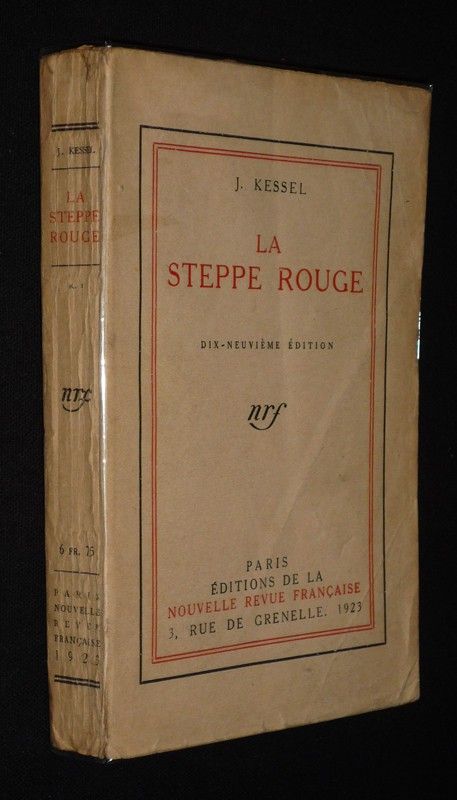 J. KESSEL
LA
STEPPE
ROUGE
nrf
6 FR. 75
PARIS
NOUVELLE
REVUE
FRANÇAISE
1923
J. KESSEL
LA
STEPPE ROUGE
DIX-NEUVIÈME ÉDITION
nrf
PARIS
ÉDITIONS DE LA
NOUVELLE REVUE FRANÇAISE
3, RUE DE GRENELLE. 1923